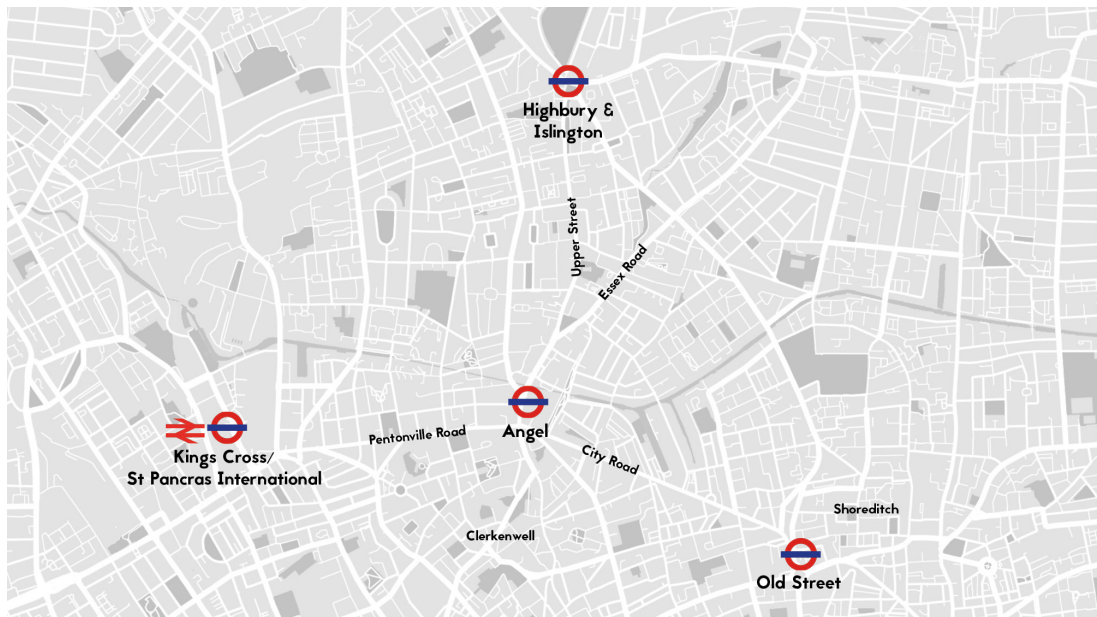 Highbury &
Islington
Upper Street
Essex Road
Angel
Pentonville Road
City Road
Kings Cross/
St Pancras International
Shoreditch
Clerkenwell
Old Street